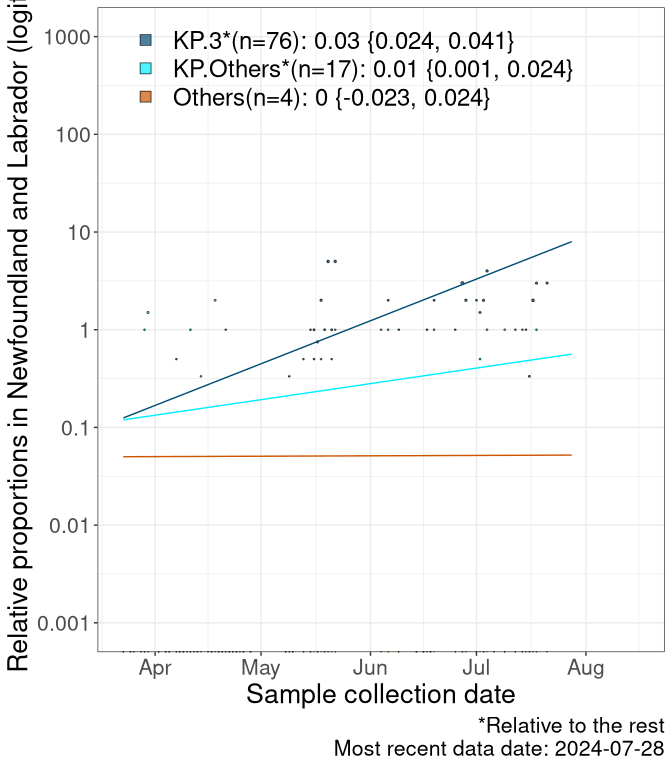 Relative proportions in Newfoundland and Labrador (logit
1000
100
10
1
0.1
0.01
0.001
KP.3*(n=76): 0.03 {0.024, 0.041}
KP.Others*(n=17): 0.01 {0.001, 0.024}
Others(n=4): 0 {-0.023, 0.024}
Apr May Jun Jul Aug
Sample collection date
*Relative to the rest
Most recent data date: 2024-07-28